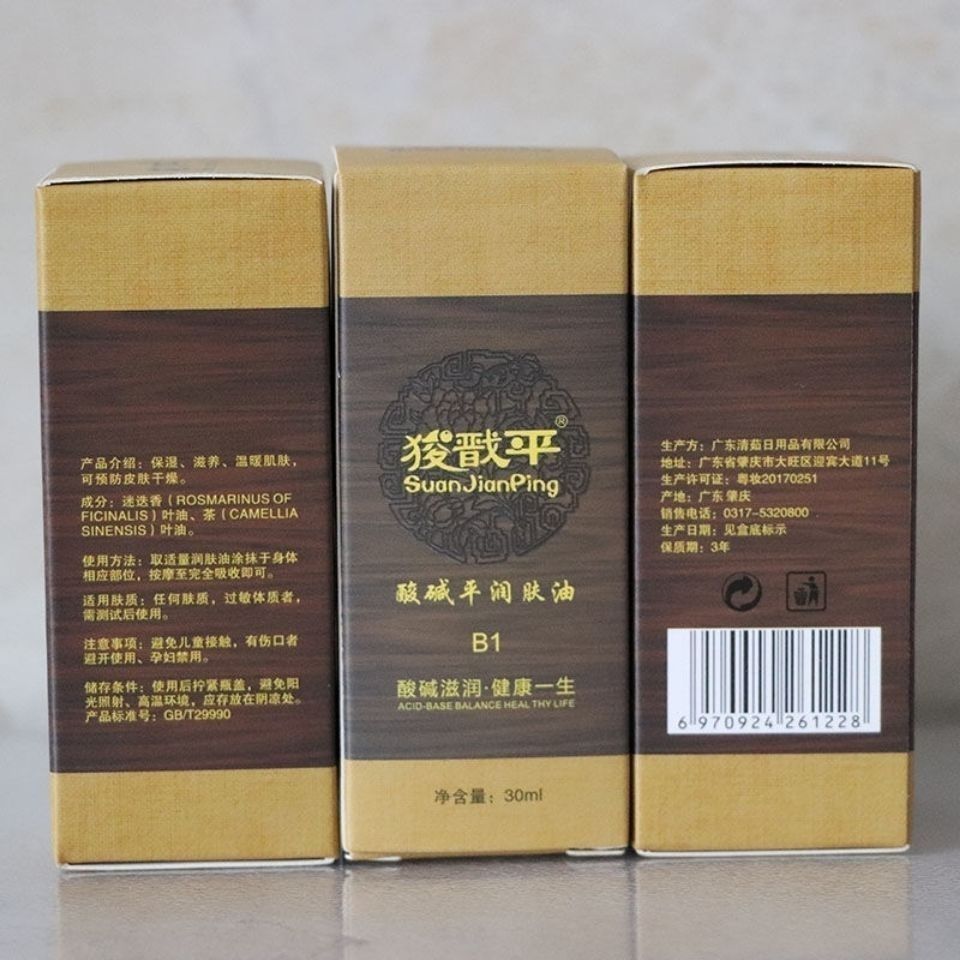 产品介绍：保湿、滋养、温暖肌肤，
可预防皮肤干燥。
成分：迷迭香（ROSMARINUS OF
FICINALIS）叶油、茶（CAMELLIA
SINENSIS）叶油。
使用方法：取适量润肤油涂抹于身体
相应部位，按摩至完全吸收即可。
适用肤质：任何肤质，过敏体质者，
需测试后使用。
注意事项：避免儿童接触，有伤口者
避开使用、孕妇禁用。
储存条件：使用后拧紧瓶盖，避免阳
光照射、高温环境，应存放在阴凉处。
产品标准号：GB/T29990
狻戬平®
SuanJianPing
酸碱平润肤油
B1
酸碱滋润·健康一生
ACID-BASE BALANCE HEAL THY LIFE
净含量：30ml
生产方：广东清茹日用品有限公司
地址：广东省肇庆市大旺区迎宾大道11号
生产许可证：粤妆20170251
产地：广东 肇庆
销售电话：0317-5320800
生产日期：见盒底标示
保质期：3年
6 970924 261228